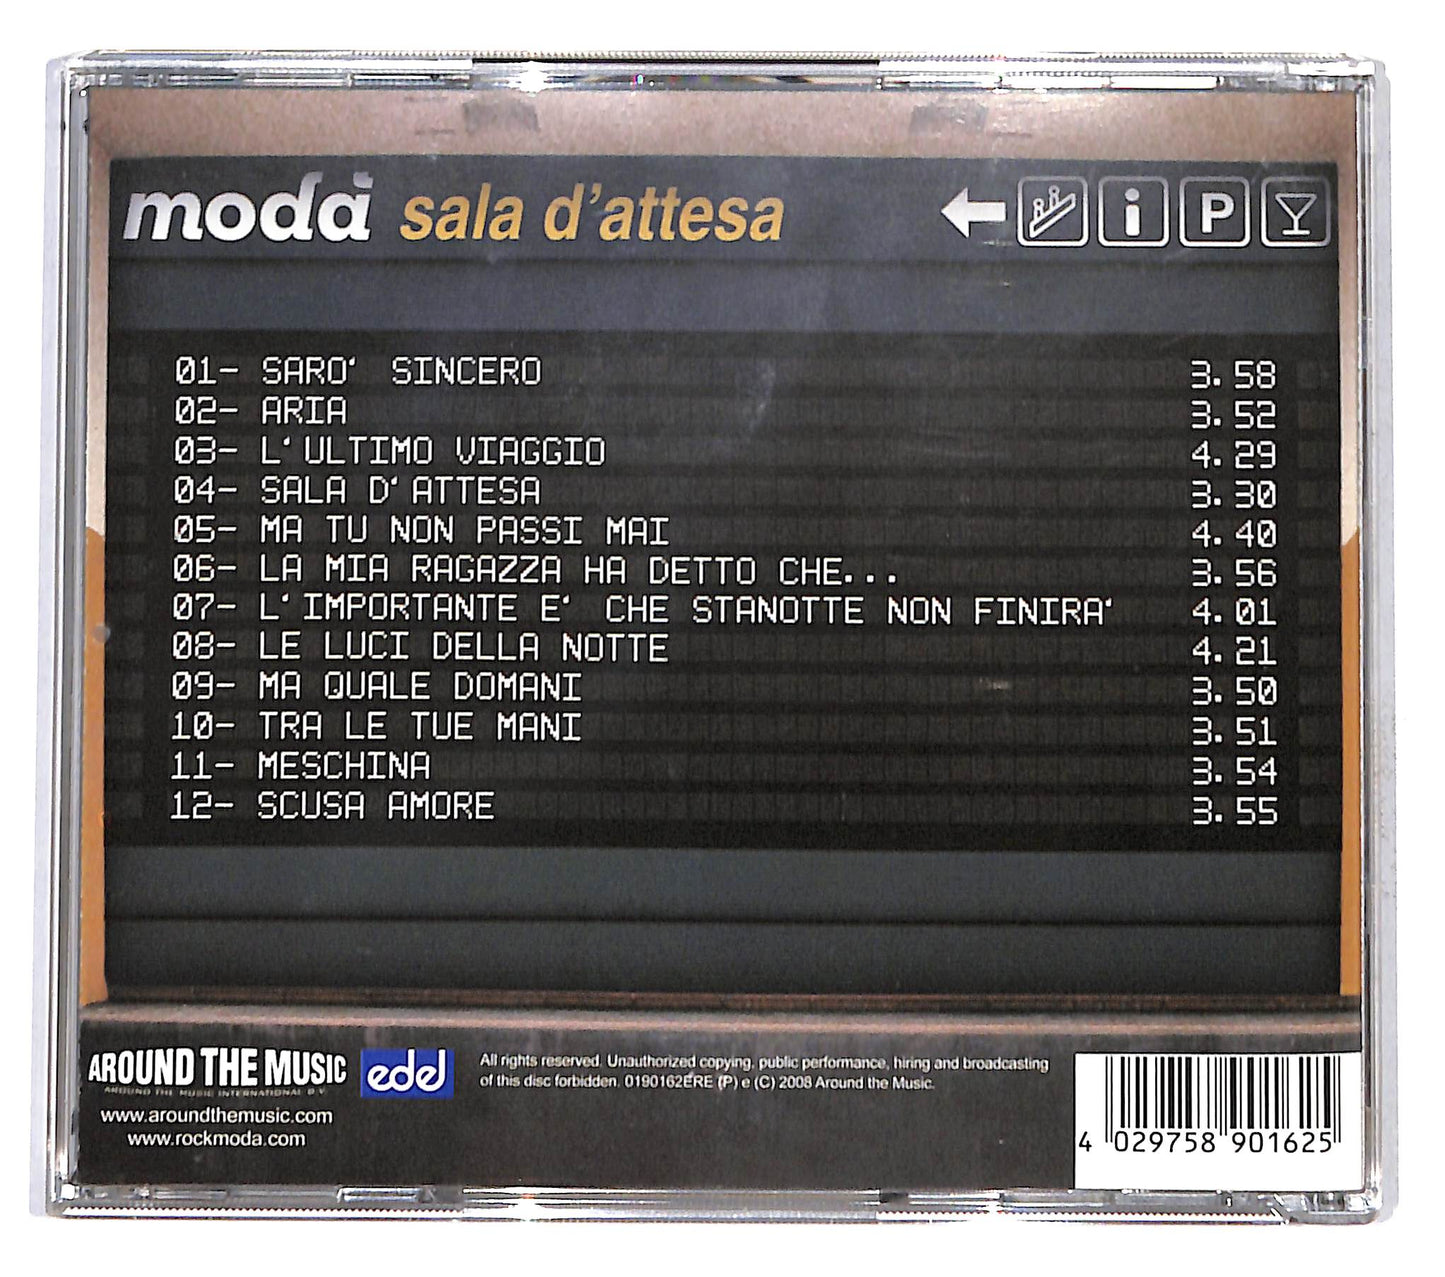 modà sala d'attesa
i P
01- SARO' SINCERO 3.58
02- ARIA 3.52
03- L'ULTIMO VIAGGIO 4.29
04- SALA D'ATTESA 3.30
05- MA TU NON PASSI MAI 4.40
06- LA MIA RAGAZZA HA DETTO CHE... 3.56
07- L'IMPORTANTE E' CHE STANOTTE NON FINIRA' 4.01
08- LE LUCI DELLA NOTTE 4.21
09- MA QUALE DOMANI 3.50
10- TRA LE TUE MANI 3.51
11- MESCHINA 3.54
12- SCUSA AMORE 3.55
AROUND THE MUSIC
AROUND THE MUSIC INTERNATIONAL B.V.
www.aroundthemusic.com
www.rockmoda.com
edel
All rights reserved. Unauthorized copying, public performance, hiring and broadcasting
of this disc forbidden. 0190162ERE (P) e (C) 2008 Around the Music.
4 029758 901625